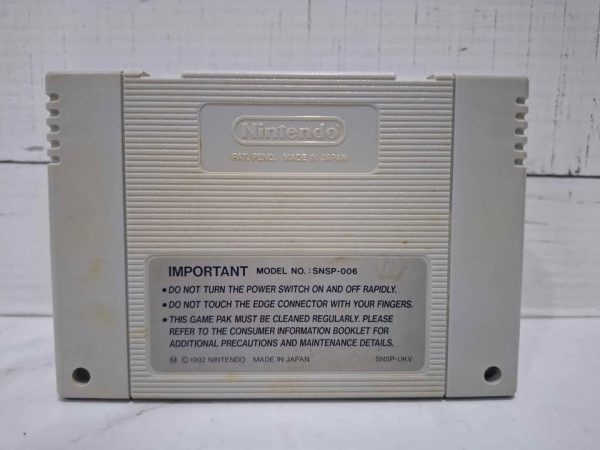 Nintendo
PAT. PEND. MADE IN JAPAN
IMPORTANT MODEL NO. : SNSP-006
• DO NOT TURN THE POWER SWITCH ON AND OFF RAPIDLY.
• DO NOT TOUCH THE EDGE CONNECTOR WITH YOUR FINGERS.
• THIS GAME PAK MUST BE CLEANED REGULARLY. PLEASE
REFER TO THE CONSUMER INFORMATION BOOKLET FOR
ADDITIONAL PRECAUTIONS AND MAINTENANCE DETAILS.
Ⓜ © 1992 NINTENDO MADE IN JAPAN SNSP-UKV